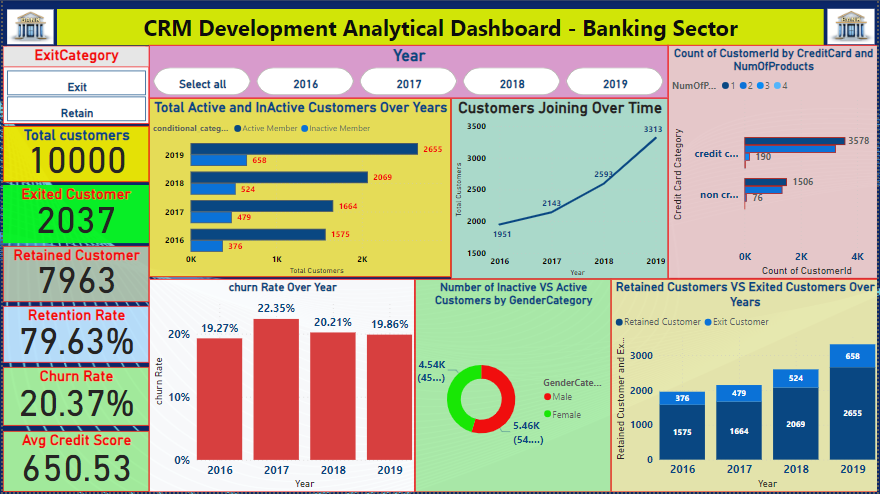 CRM Development Analytical Dashboard - Banking Sector
BANK
ExitCategory
Exit
Retain
Total customers
10000
Exited Customer
2037
Retained Customer
7963
Retention Rate
79.63%
Churn Rate
20.37%
Avg Credit Score
650.53
Year
Select all
2016
2017
2018
2019
Total Active and InActive Customers Over Years
conditional categ...
Active Member
Inactive Member
2019
2655
658
2018
2069
524
2017
1664
479
2016
1575
376
0K
1K
2K
Total Customers
Customers Joining Over Time
Total Customers
3500
3000
2500
2000
1500
1951
2143
2593
3313
2016
2017
2018
2019
Year
Count of CustomerId by CreditCard and
NumOfProducts
NumOfP...
1
2
3
4
Credit Card Category
credit c...
3578
190
non cr...
1506
76
0K
2K
4K
Count of CustomerId
churn Rate Over Year
churn Rate
20%
10%
0%
19.27%
22.35%
20.21%
19.86%
2016
2017
2018
2019
Year
Number of Inactive VS Active
Customers by GenderCategory
4.54K
(45...)
5.46K
(54....)
GenderCate...
Male
Female
Retained Customers VS Exited Customers Over
Years
Retained Customer
Exit Customer
Retained Customer and Ex...
3000
2000
1000
0
376
1575
479
1664
524
2069
658
2655
2016
2017
2018
2019
Year